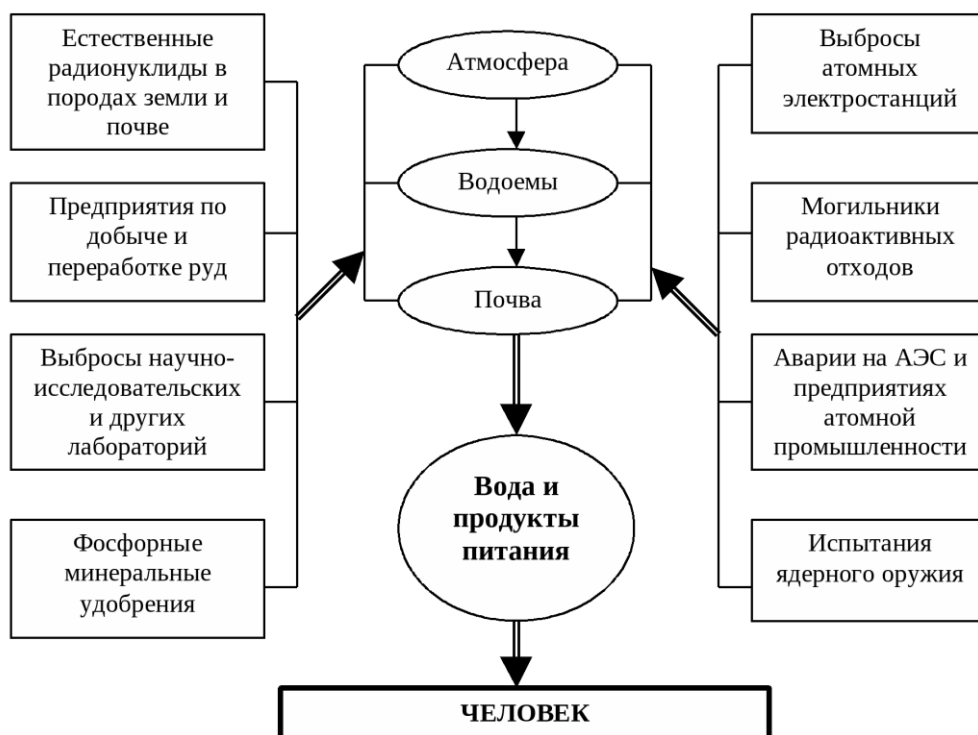 Естественные
радионуклиды в
породах земли и
почве
Предприятия по
добыче и
переработке руд
Выбросы научно-
исследовательских
и других
лабораторий
Фосфорные
минеральные
удобрения
Атмосфера
Водоемы
Почва
Вода и
продукты
питания
ЧЕЛОВЕК
Выбросы
атомных
электростанций
Могильники
радиоактивных
отходов
Аварии на АЭС и
предприятиях
атомной
промышленности
Испытания
ядерного оружия